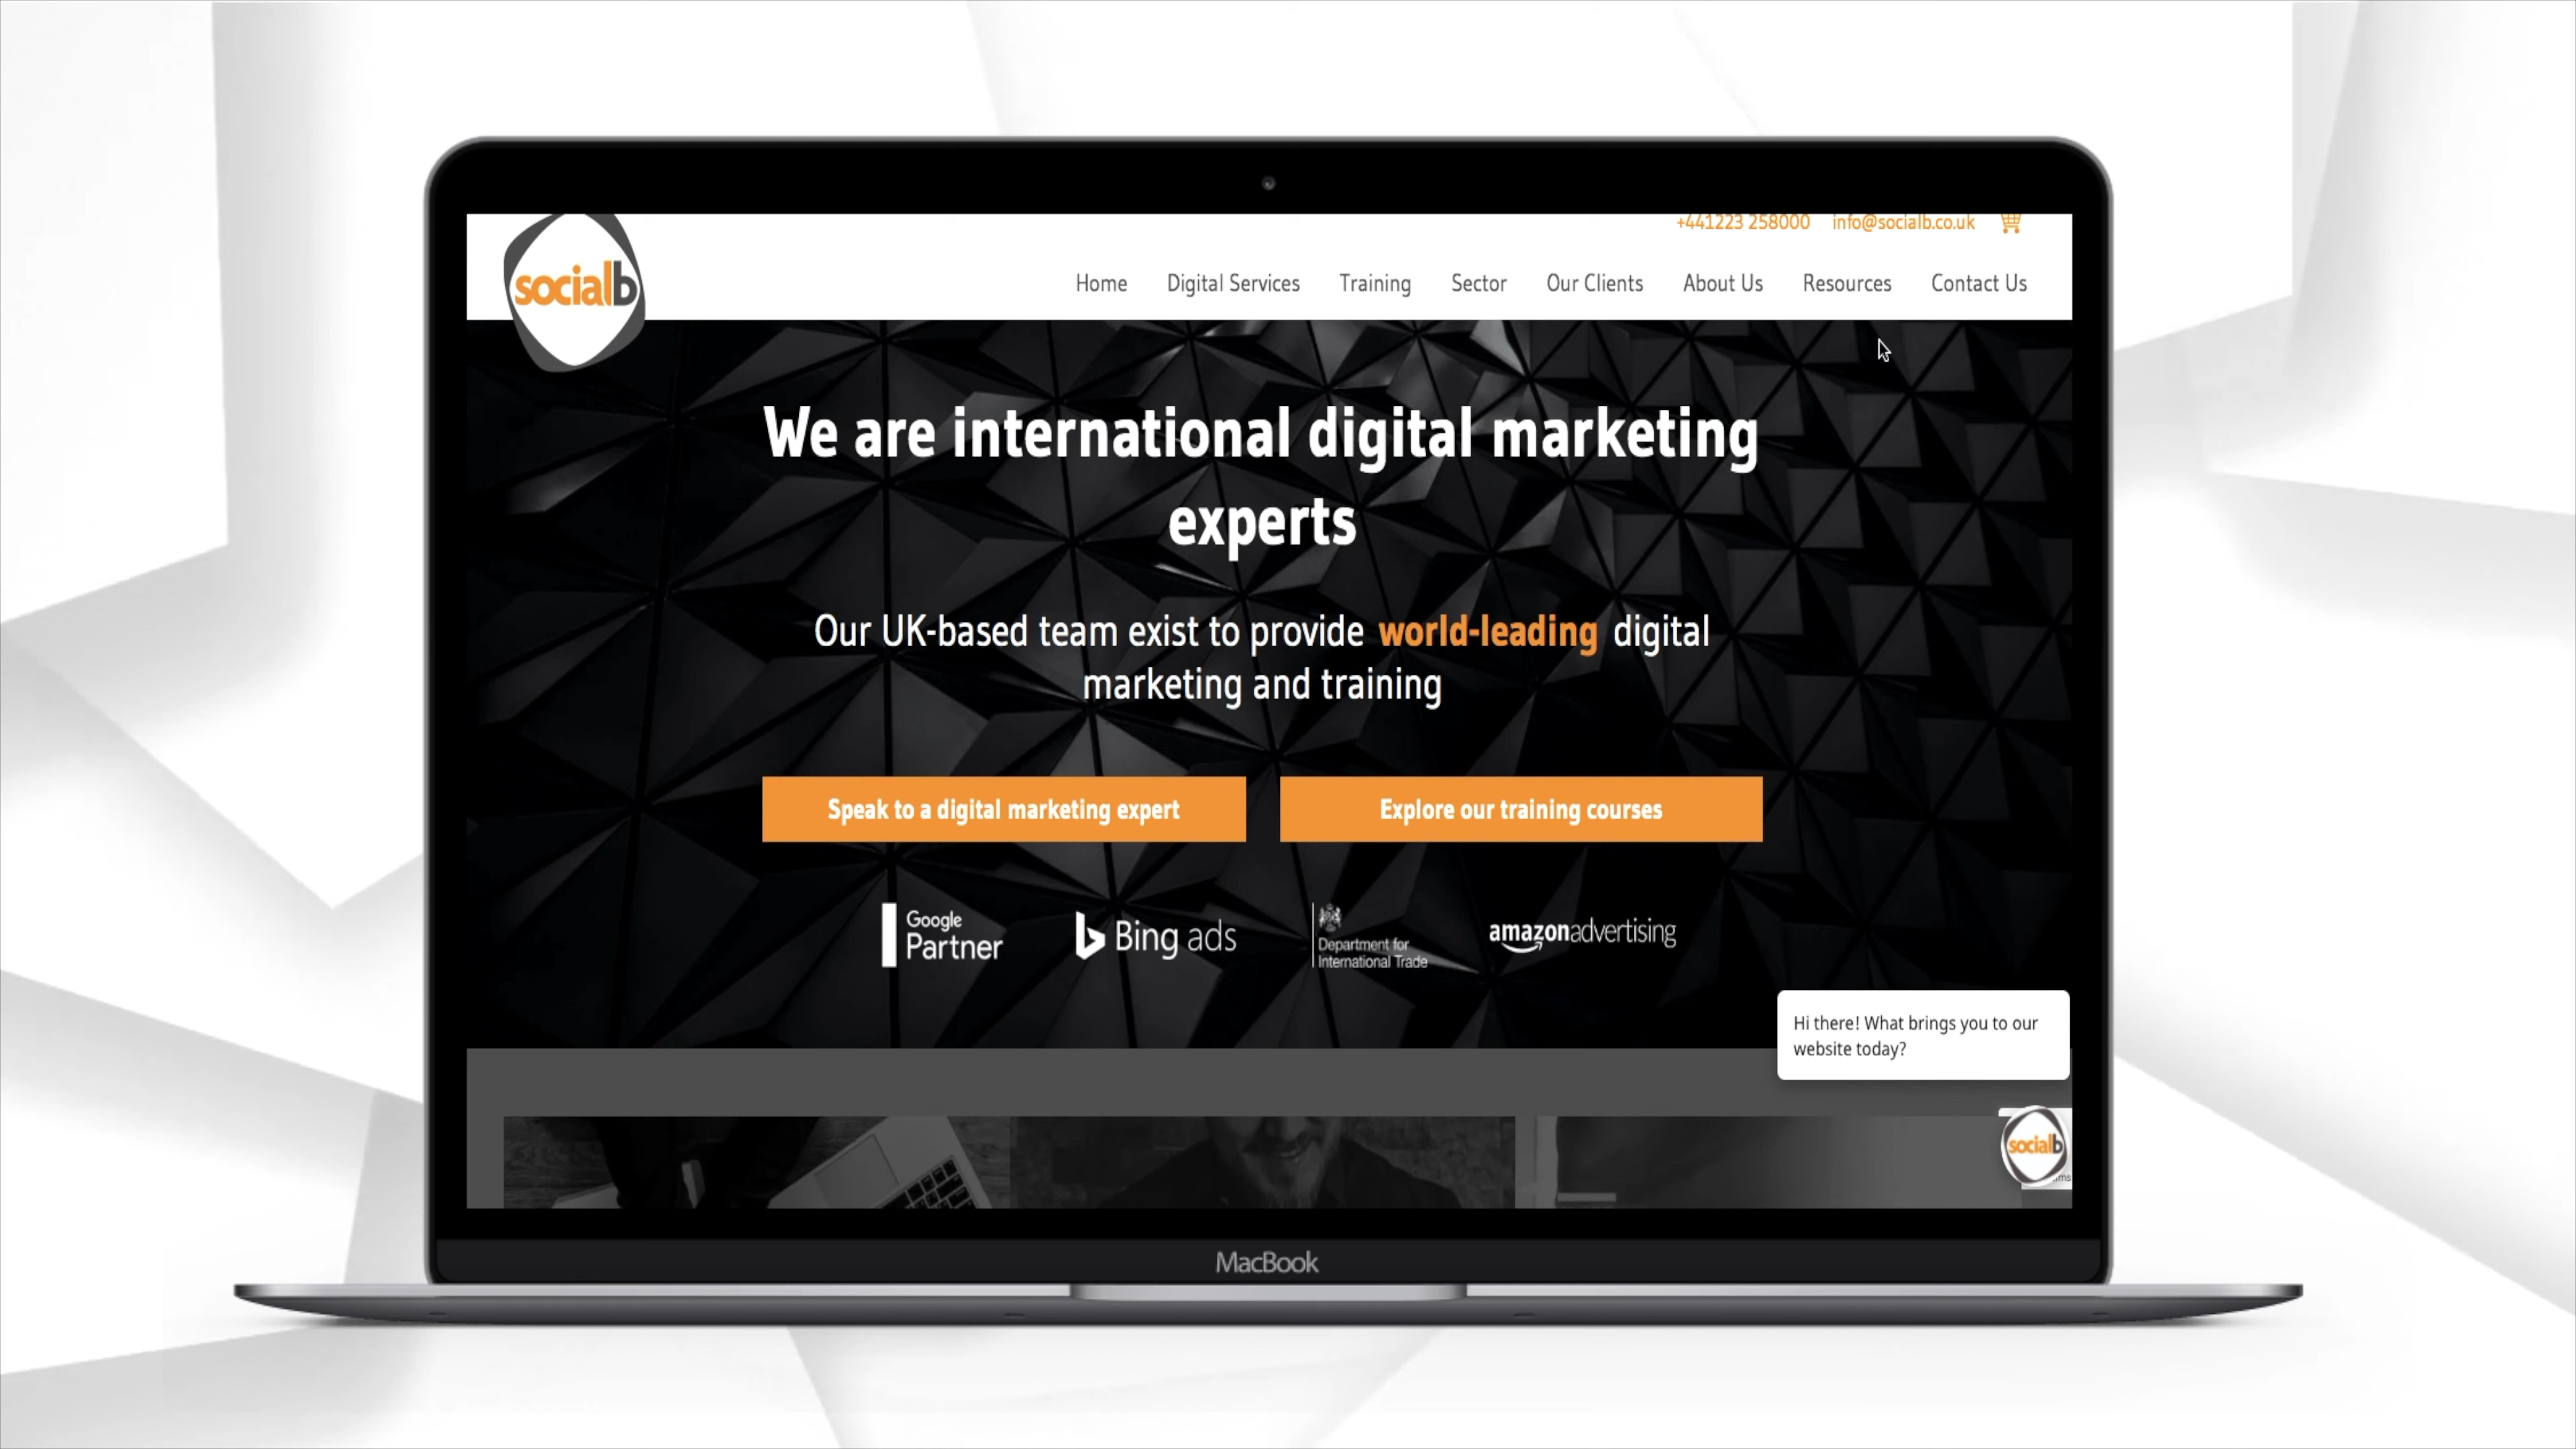 +441223 258000 info@socialb.co.uk
socialb
Home Digital Services Training Sector Our Clients About Us Resources Contact Us
We are international digital marketing
experts
Our UK-based team exist to provide world-leading digital
marketing and training
Speak to a digital marketing expert Explore our training courses
Google
Partner
Bing ads
Department for
International Trade
amazonadvertising
Hi there! What brings you to our
website today?
socialb
MacBook